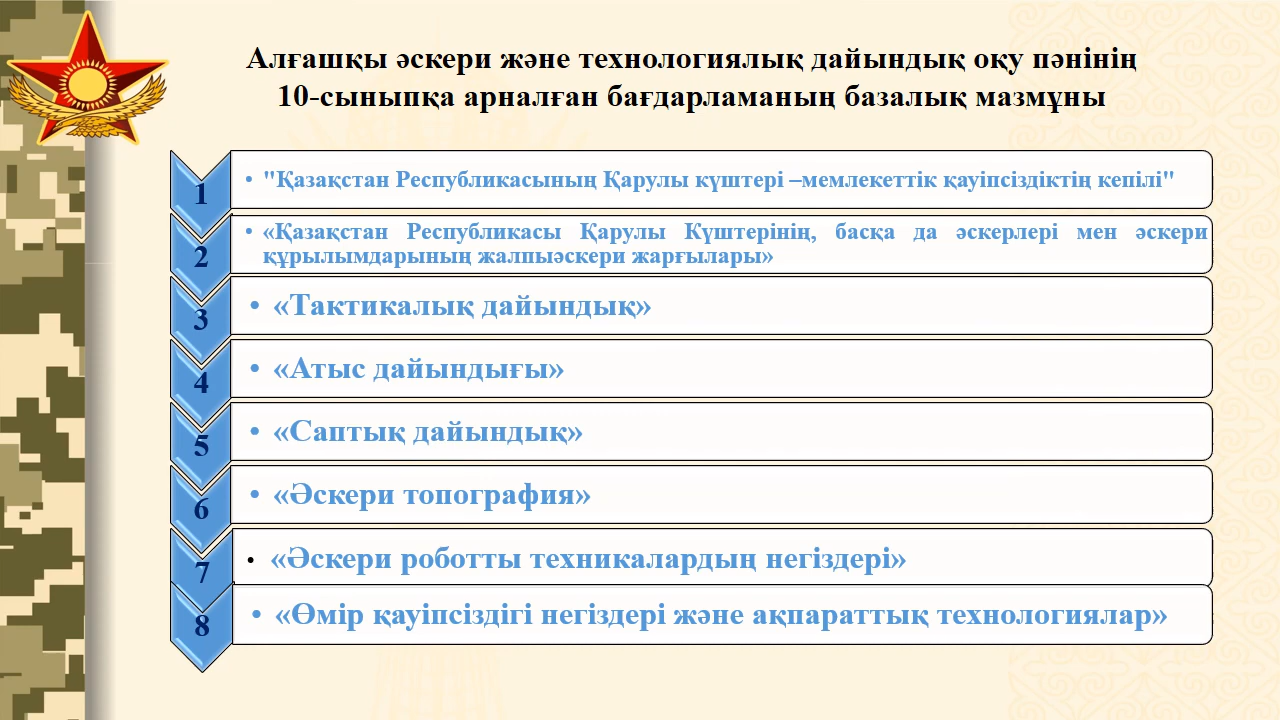 Алғашқы әскери және технологиялық дайындық оқу пәнінің
10-сыныпқа арналған бағдарламаның базалық мазмұны
1
• "Қазақстан Республикасының Қарулы күштері –мемлекеттік қауіпсіздіктің кепілі"
2
• «Қазақстан Республикасы Қарулы Күштерінің, басқа да әскерлері мен әскери
құрылымдарының жалпыәскери жарғылары»
3
• «Тактикалық дайындық»
4
• «Атыс дайындығы»
5
• «Саптық дайындық»
6
• «Әскери топография»
7
• «Әскери роботты техникалардың негіздері»
8
• «Өмір қауіпсіздігі негіздері және ақпараттық технологиялар»